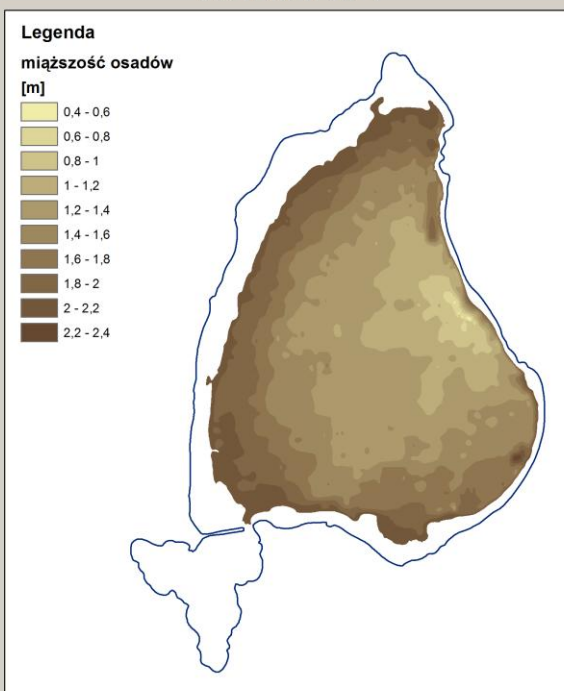 Legenda
miąższość osadów
[m]
0,4 - 0,6
0,6 - 0,8
0,8 - 1
1 - 1,2
1,2 - 1,4
1,4 - 1,6
1,6 - 1,8
1,8 - 2
2 - 2,2
2,2 - 2,4